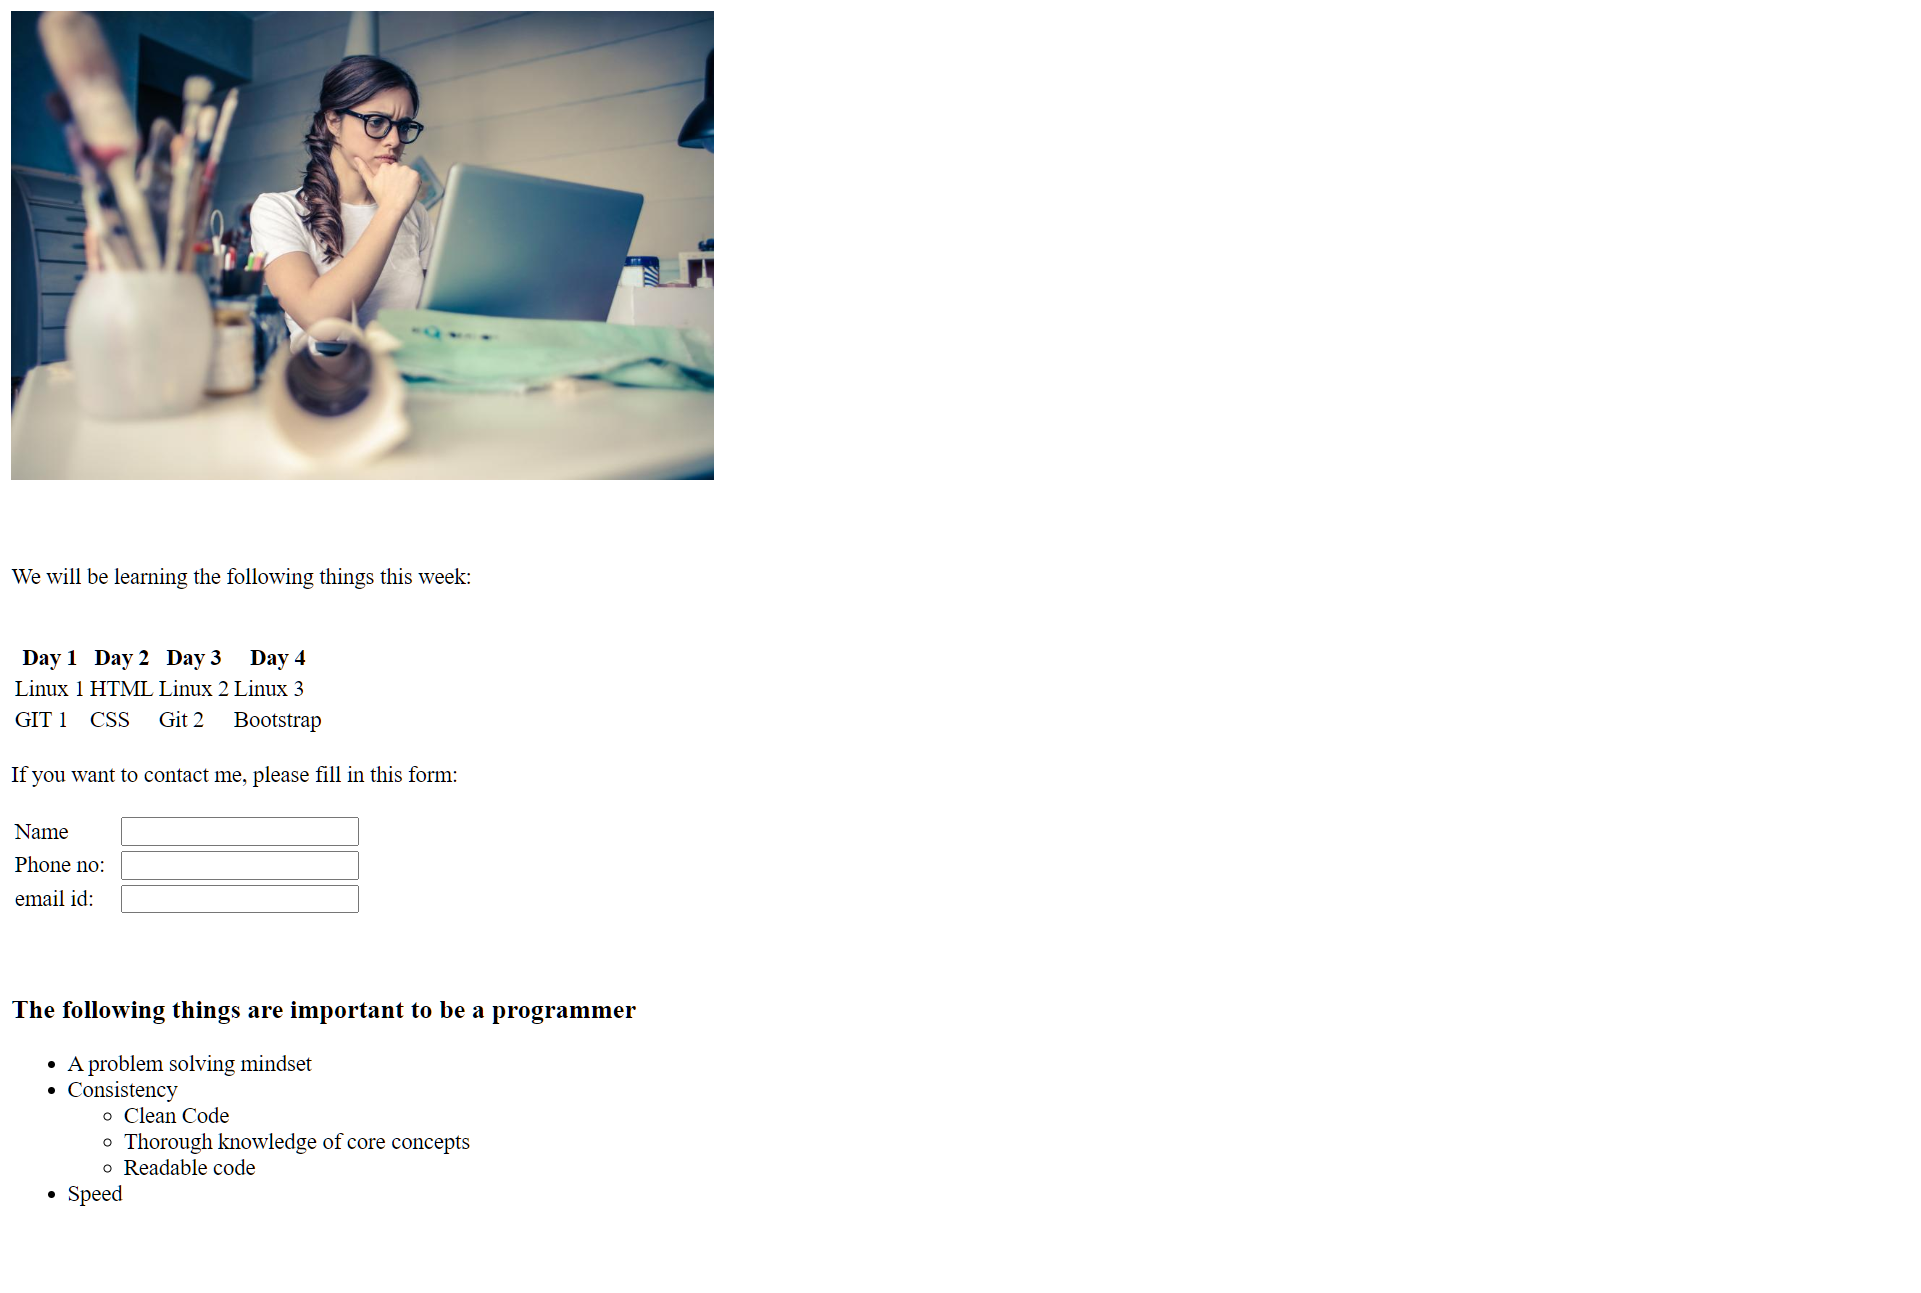 We will be learning the following things this week:
Day 1 Day 2 Day 3 Day 4
Linux 1 HTML Linux 2 Linux 3
GIT 1 CSS Git 2 Bootstrap
If you want to contact me, please fill in this form:
Name
Phone no:
email id:
The following things are important to be a programmer
A problem solving mindset
Consistency
Clean Code
Thorough knowledge of core concepts
Readable code
Speed